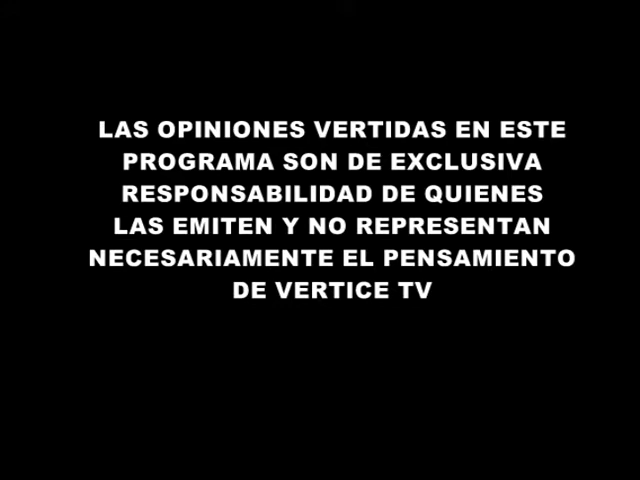 LAS OPINIONES VERTIDAS EN ESTE
PROGRAMA SON DE EXCLUSIVA
RESPONSABILIDAD DE QUIENES
LAS EMITEN Y NO REPRESENTAN
NECESARIAMENTE EL PENSAMIENTO
DE VERTICE TV